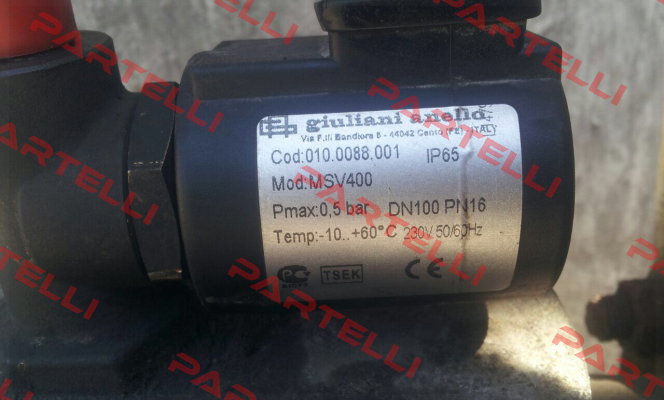 giuliani anello
Via F.lli Bandiera 8 - 44042 Cento (FE) - ITALY
Cod:010.0088.001 IP65
Mod:MSV400
Pmax:0,5 bar DN100 PN16
Temp:-10..+60°C 230V 50/60Hz
TSEK CE
PARTELLI
PARTELLI
PARTELLI
PARTELLI
PARTELLI
PARTELLI
PARTELLI